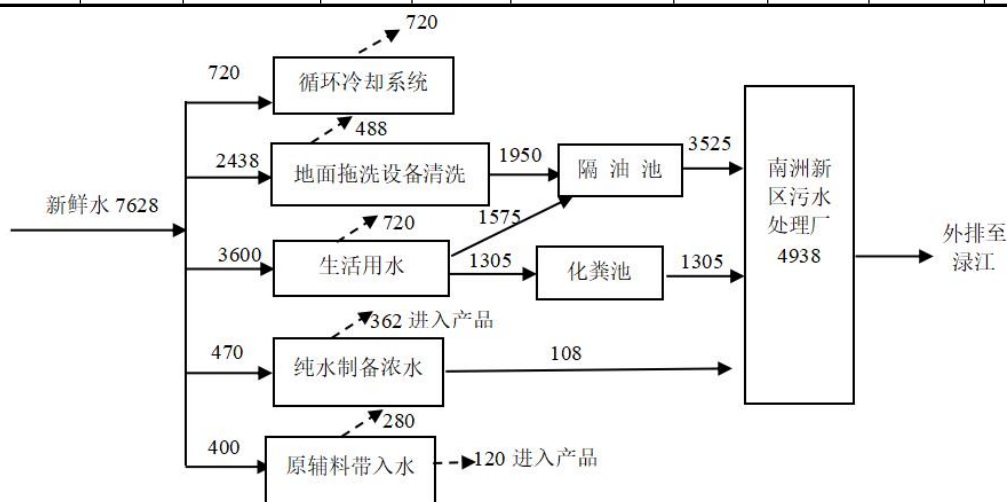 720
720
循环冷却系统
488
2438
地面拖洗设备清洗
1950
隔 油 池
3525
南洲新
区污水
处理厂
4938
新鲜水 7628
720
1575
3600
生活用水
1305
化粪池
1305
外排至
渌江
362 进入产品
470
纯水制备浓水
108
280
400
原辅料带入水
120 进入产品